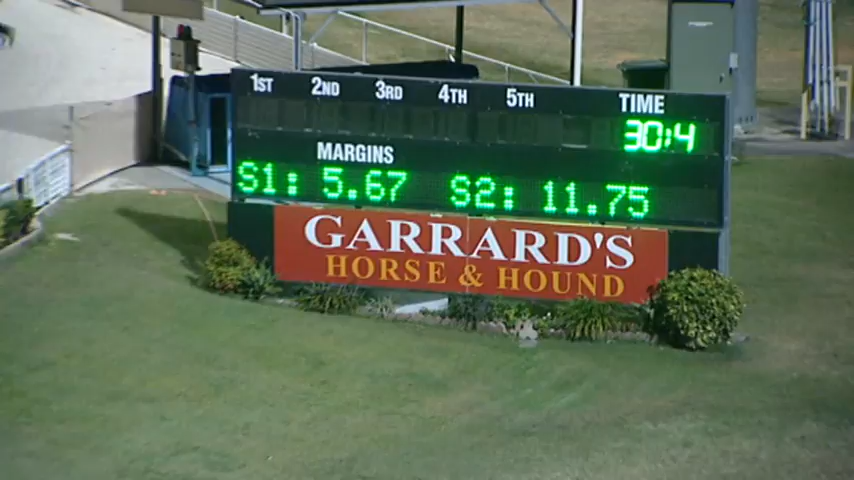 1ST 2ND 3RD 4TH 5TH TIME
30:4
MARGINS
S1: 5.67 S2: 11.75
GARRARD'S
HORSE & HOUND